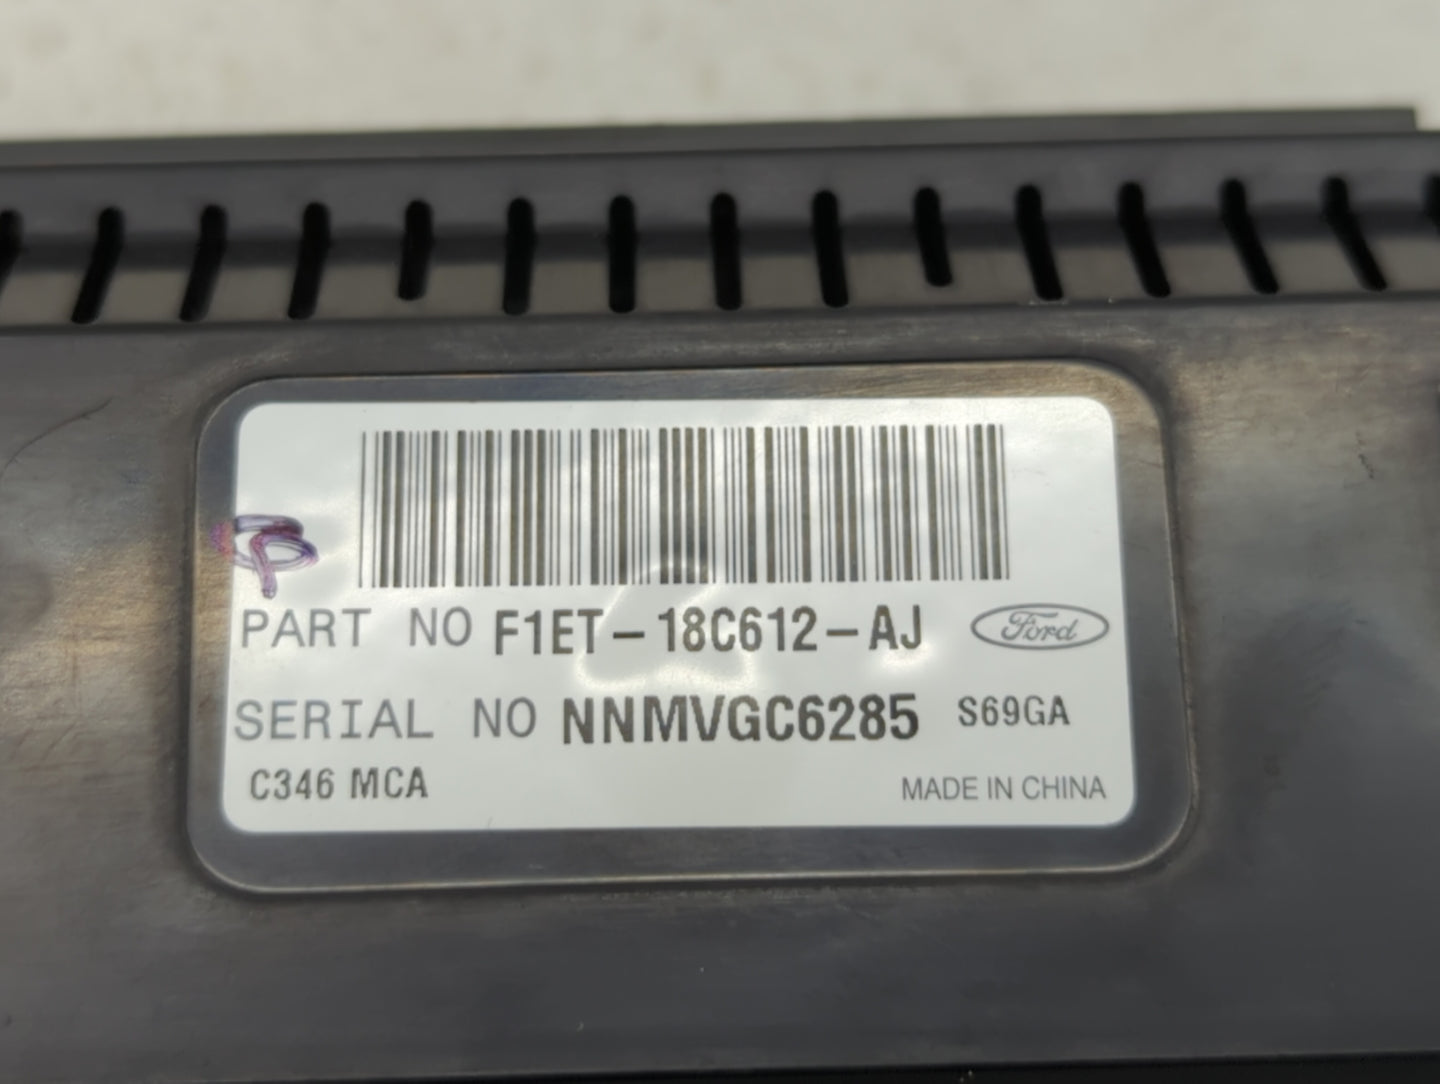 PART NO F1ET-18C612-AJ Ford
SERIAL NO NNMVGC6285 S69GA
C346 MCA MADE IN CHINA